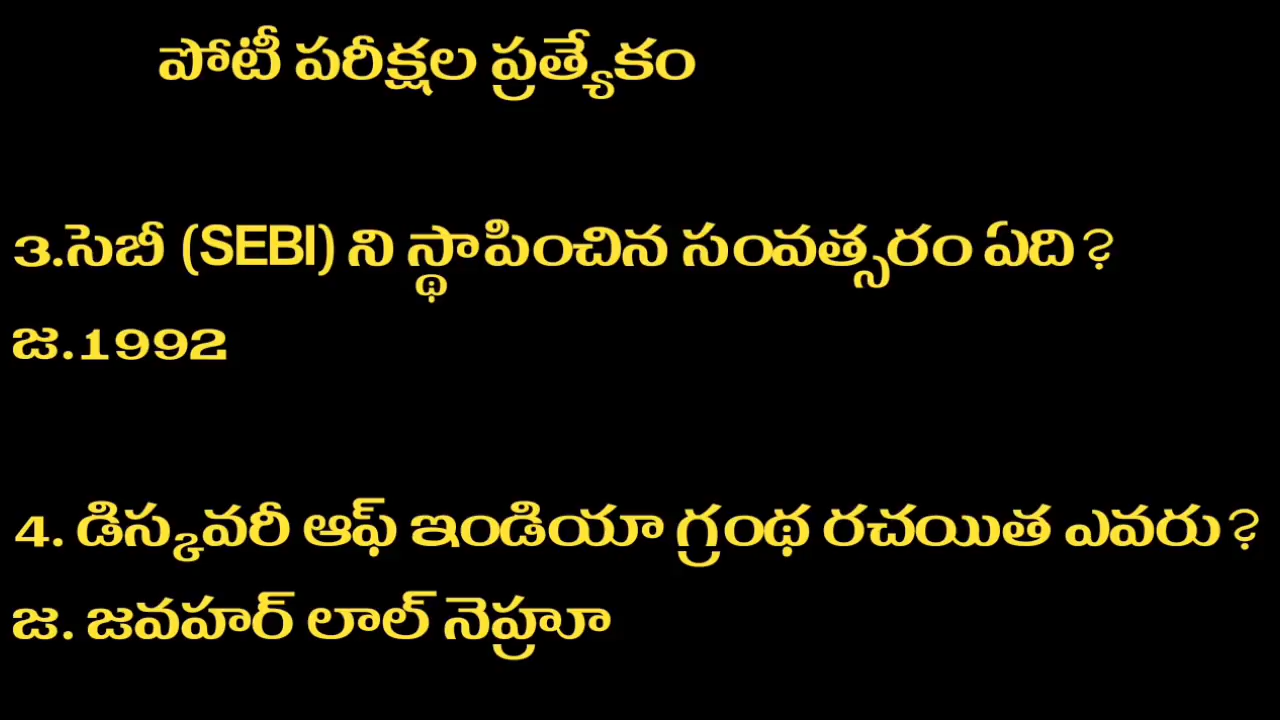 పోటీ పరీక్షల ప్రత్యేకం
3.సెబీ (SEBI) ని స్థాపించిన సంవత్సరం ఏది?
జ.1992
4. డిస్కవరీ ఆఫ్ ఇండియా గ్రంథ రచయిత ఎవరు?
జ. జవహర్ లాల్ నెహ్రూ